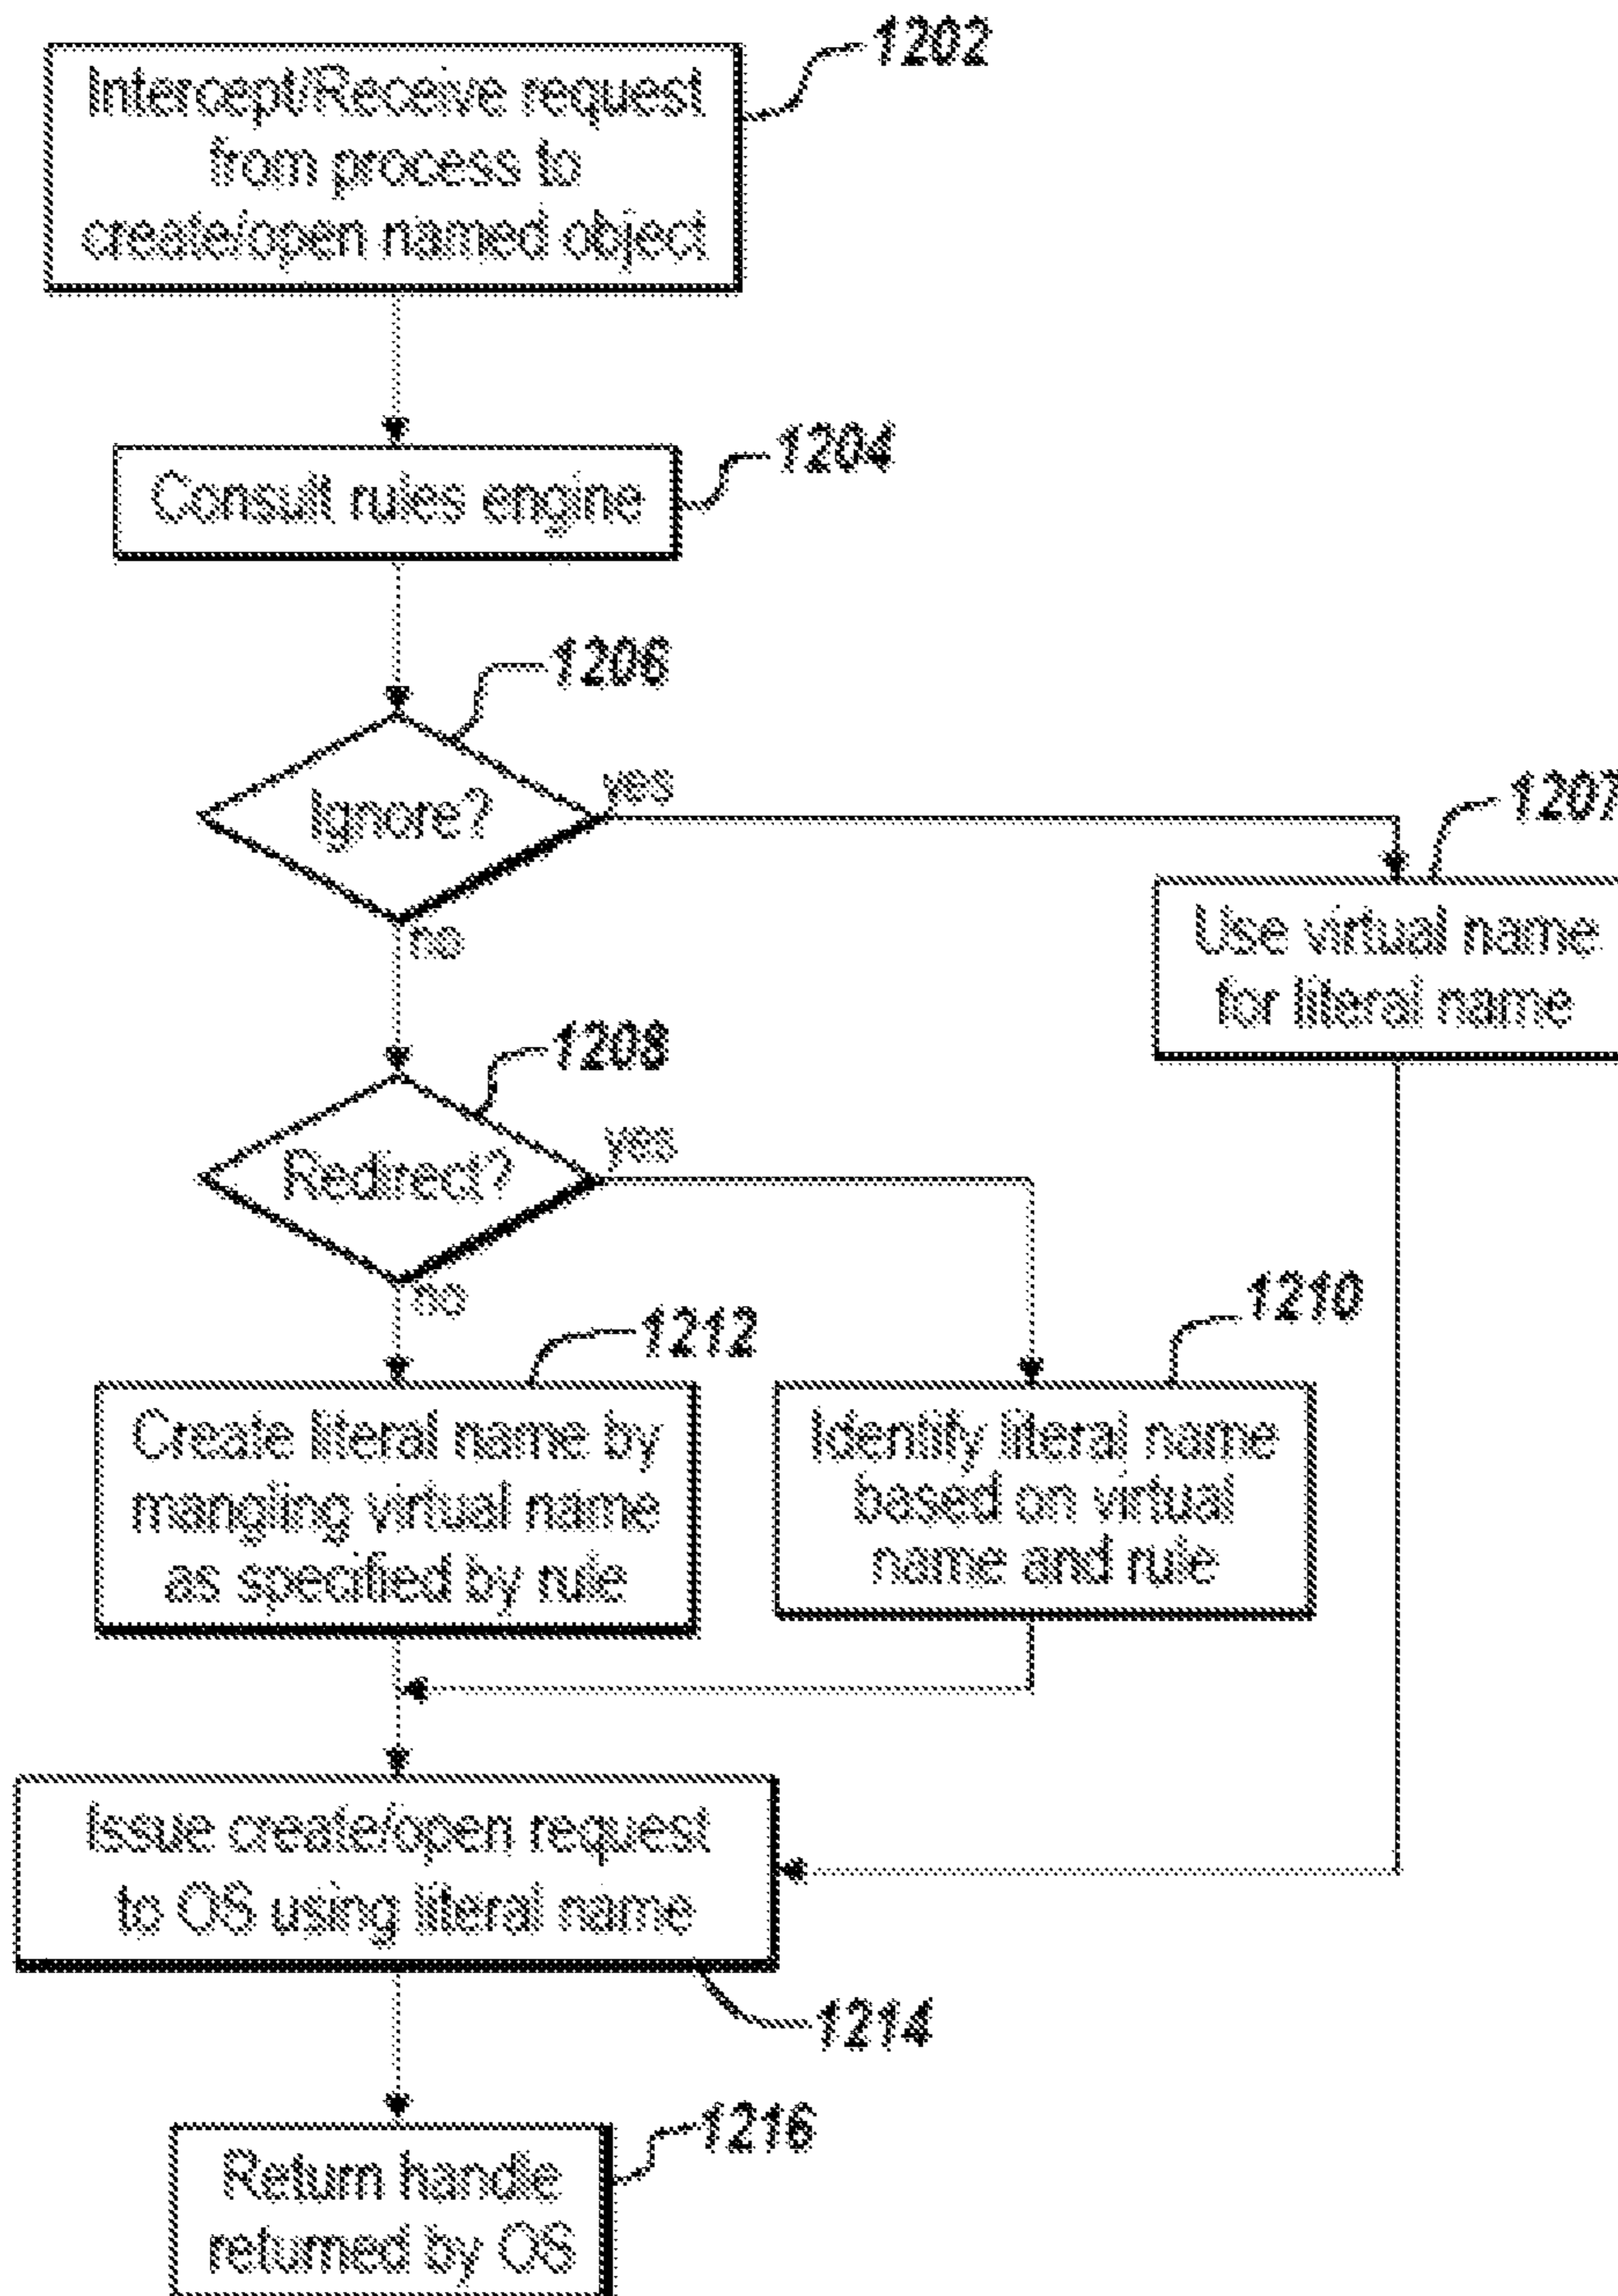 1202
Intercept/Receive request
from process to
create/open named object
1204
Consult rules engine
1206
Ignore?
yes
no
1207
Use virtual name
for literal name
1208
Redirect?
yes
no
1210
1212
Create literal name by
mangling virtual name
as specified by rule
Identify literal name
based on virtual
name and rule
Issue create/open request
to OS using literal name
1214
1216
Return handle
returned by OS